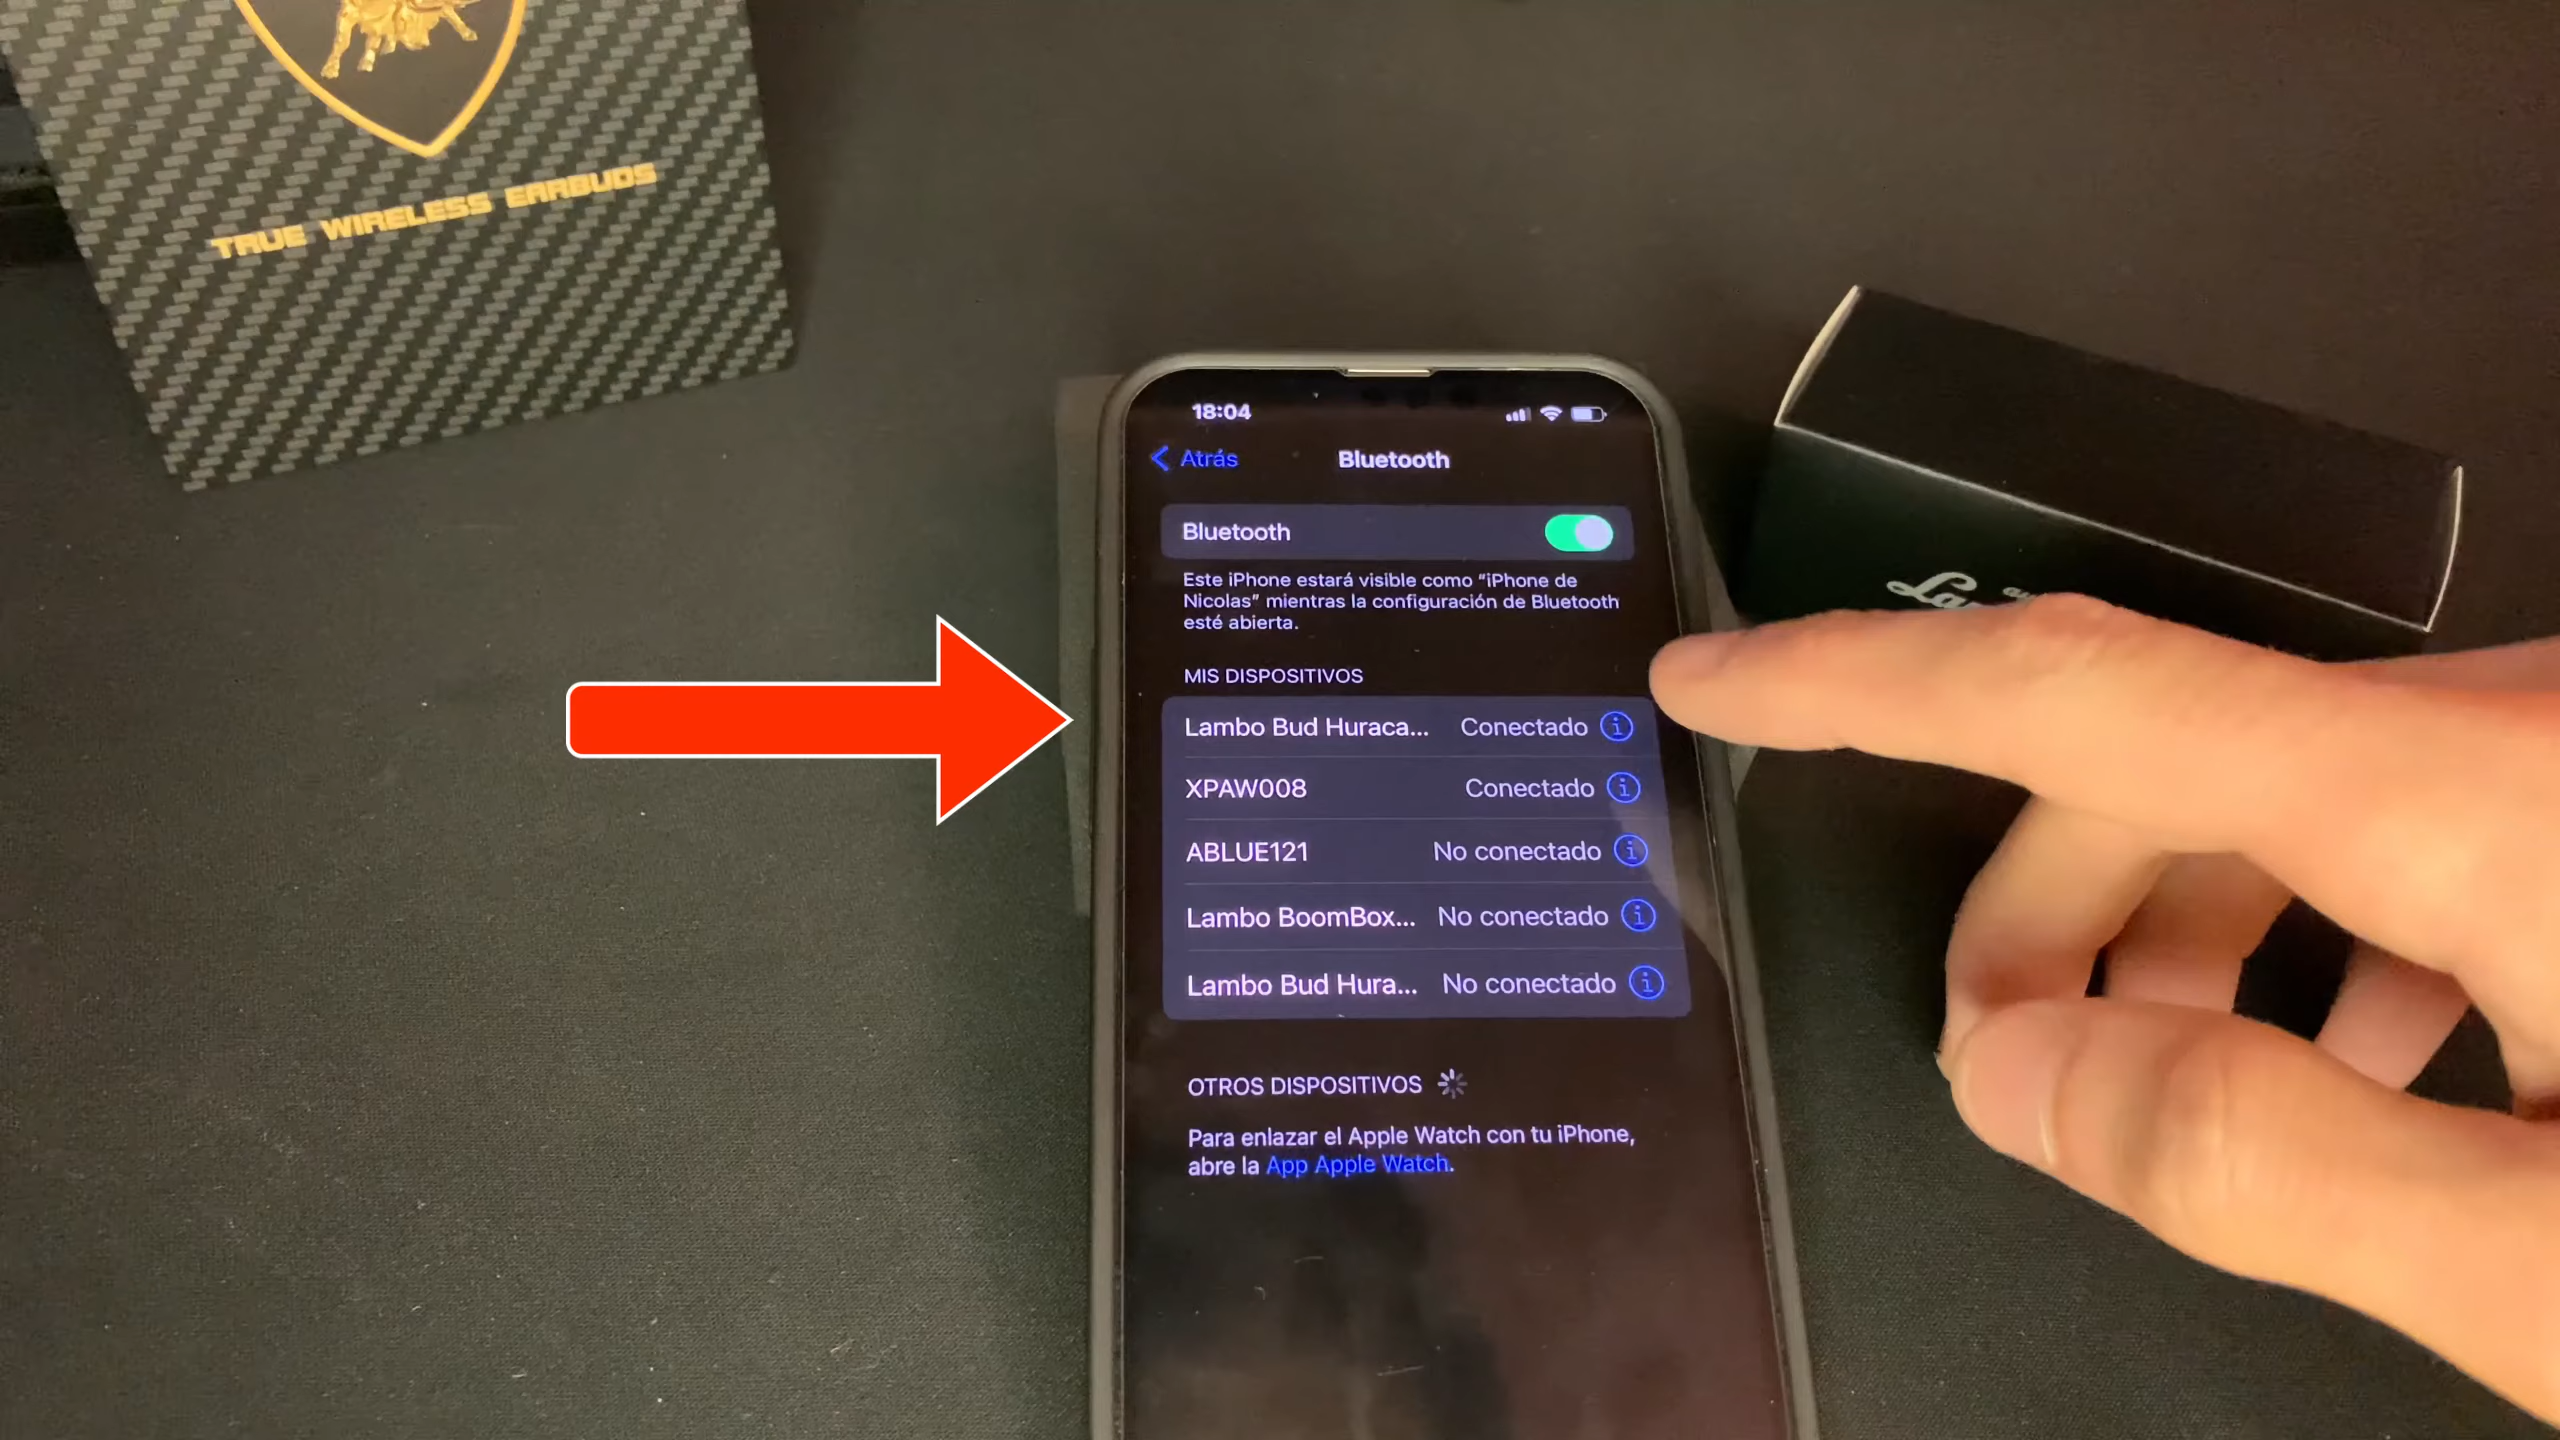 TRUE WIRELESS EARBUDS
18:04
Atrás
Bluetooth
Bluetooth
Este iPhone estará visible como “iPhone de
Nicolas” mientras la configuración de Bluetooth
esté abierta.
MIS DISPOSITIVOS
Lambo Bud Huraca... Conectado
XPAW008 Conectado
ABLUE121 No conectado
Lambo BoomBox... No conectado
Lambo Bud Hura... No conectado
OTROS DISPOSITIVOS
Para enlazar el Apple Watch con tu iPhone,
abre la App Apple Watch.